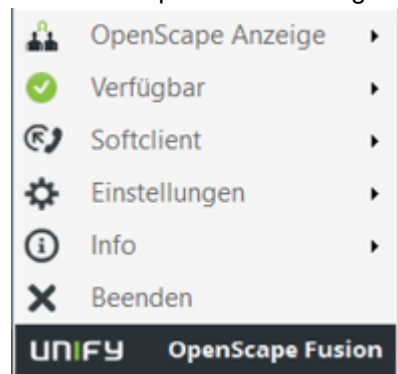 OpenScape Anzeige
Verfügbar
Softclient
Einstellungen
Info
Beenden
UNIFY OpenScape Fusion